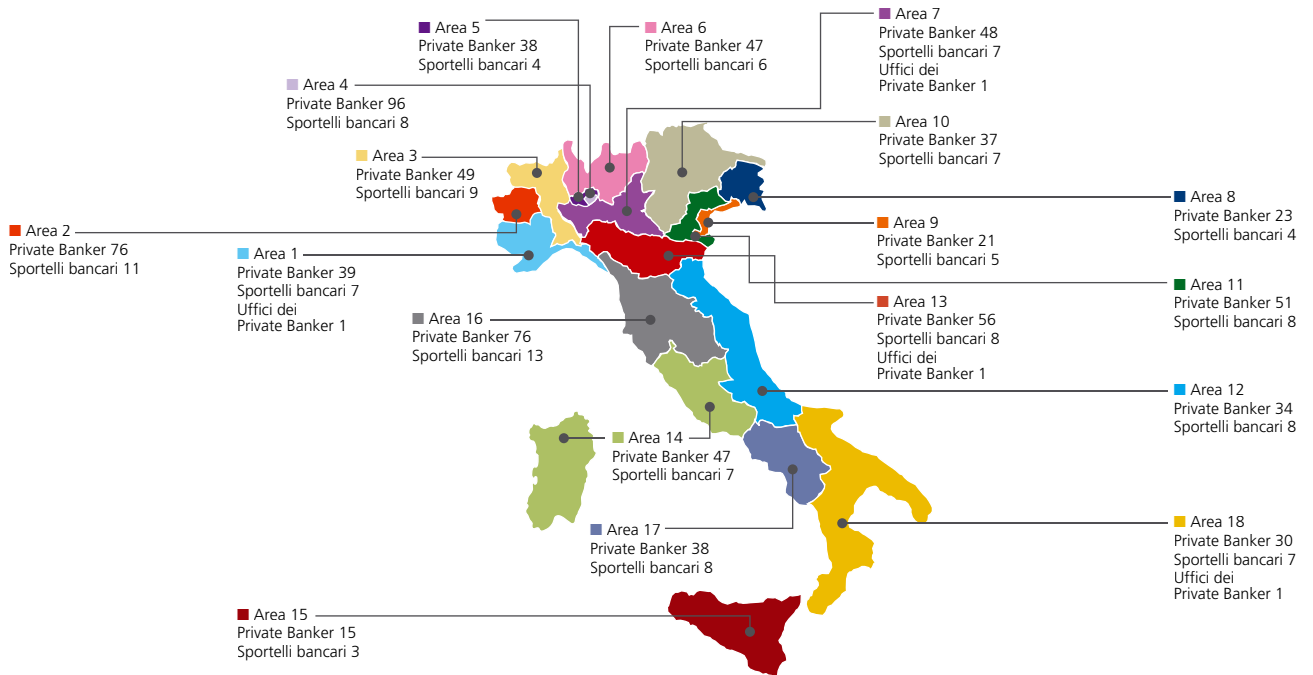 Area 5
Private Banker 38
Sportelli bancari 4
Area 6
Private Banker 47
Sportelli bancari 6
Area 7
Private Banker 48
Sportelli bancari 7
Uffici dei
Private Banker 1
Area 4
Private Banker 96
Sportelli bancari 8
Area 10
Private Banker 37
Sportelli bancari 7
Area 3
Private Banker 49
Sportelli bancari 9
Area 8
Private Banker 23
Sportelli bancari 4
Area 2
Private Banker 76
Sportelli bancari 11
Area 1
Private Banker 39
Sportelli bancari 7
Uffici dei
Private Banker 1
Area 9
Private Banker 21
Sportelli bancari 5
Area 11
Private Banker 51
Sportelli bancari 8
Area 16
Private Banker 76
Sportelli bancari 13
Area 13
Private Banker 56
Sportelli bancari 8
Uffici dei
Private Banker 1
Area 12
Private Banker 34
Sportelli bancari 8
Area 14
Private Banker 47
Sportelli bancari 7
Area 17
Private Banker 38
Sportelli bancari 8
Area 18
Private Banker 30
Sportelli bancari 7
Uffici dei
Private Banker 1
Area 15
Private Banker 15
Sportelli bancari 3